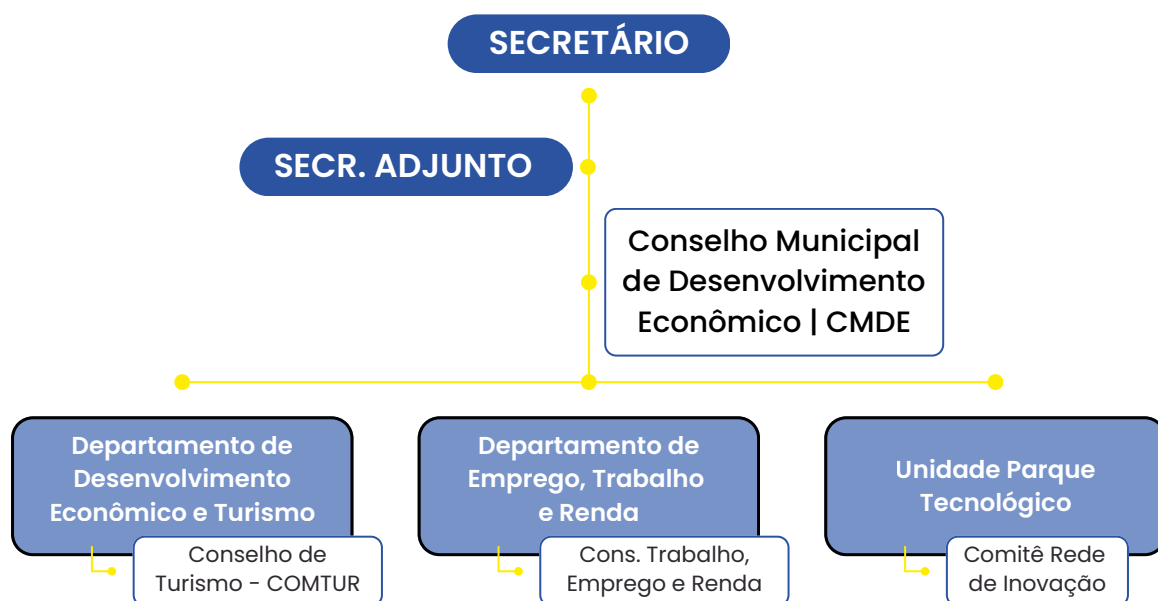 SECRETÁRIO
SECR. ADJUNTO
Conselho Municipal
de Desenvolvimento
Econômico | CMDE
Departamento de
Desenvolvimento
Econômico e Turismo
Conselho de
Turismo - COMTUR
Departamento de
Emprego, Trabalho
e Renda
Cons. Trabalho,
Emprego e Renda
Unidade Parque
Tecnológico
Comitê Rede
de Inovação